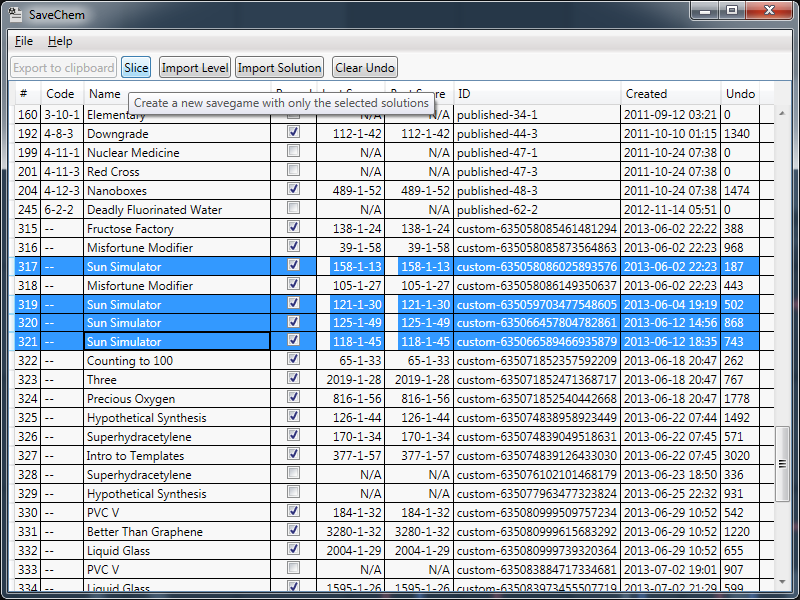 SaveChem
File Help
Export to clipboard Slice Import Level Import Solution Clear Undo
# Code Name ID Created Undo
Create a new savegame with only the selected solutions
160 3-10-1 Elementary N/A N/A published-34-1 2011-09-12 03:21 0
192 4-8-3 Downgrade 112-1-42 112-1-42 published-44-3 2011-10-10 01:15 1340
199 4-11-1 Nuclear Medicine N/A N/A published-47-1 2011-10-24 07:38 0
201 4-11-3 Red Cross N/A N/A published-47-3 2011-10-24 07:38 0
204 4-12-3 Nanoboxes 489-1-52 489-1-52 published-48-3 2011-10-24 07:38 1474
245 6-2-2 Deadly Fluorinated Water N/A N/A published-62-2 2012-11-14 05:51 0
315 -- Fructose Factory 138-1-24 138-1-24 custom-635058085461481294 2013-06-02 22:22 388
316 -- Misfortune Modifier 39-1-58 39-1-58 custom-635058085873564863 2013-06-02 22:23 968
317 -- Sun Simulator 158-1-13 158-1-13 custom-635058086025893576 2013-06-02 22:23 187
318 -- Misfortune Modifier 105-1-27 105-1-27 custom-635058086149350637 2013-06-02 22:23 443
319 -- Sun Simulator 121-1-30 121-1-30 custom-635059703477548605 2013-06-04 19:19 502
320 -- Sun Simulator 125-1-49 125-1-49 custom-635066457804782861 2013-06-12 14:56 868
321 -- Sun Simulator 118-1-45 118-1-45 custom-635066589466935879 2013-06-12 18:35 743
322 -- Counting to 100 65-1-33 65-1-33 custom-635071852357592209 2013-06-18 20:47 262
323 -- Three 2019-1-28 2019-1-28 custom-635071852471368717 2013-06-18 20:47 767
324 -- Precious Oxygen 816-1-56 816-1-56 custom-635071852540442668 2013-06-18 20:47 1778
325 -- Hypothetical Synthesis 126-1-44 126-1-44 custom-635074838958923449 2013-06-22 07:44 1492
326 -- Superhydracetylene 170-1-34 170-1-34 custom-635074839049518631 2013-06-22 07:45 571
327 -- Intro to Templates 377-1-57 377-1-57 custom-635074839126433030 2013-06-22 07:45 3020
328 -- Superhydracetylene N/A N/A custom-635076102101468179 2013-06-23 18:50 336
329 -- Hypothetical Synthesis N/A N/A custom-635077963477323824 2013-06-25 22:32 931
330 -- PVC V 184-1-32 184-1-32 custom-635080999509757234 2013-06-29 10:52 542
331 -- Better Than Graphene 3280-1-32 3280-1-32 custom-635080999615683292 2013-06-29 10:52 1220
332 -- Liquid Glass 2004-1-29 2004-1-29 custom-635080999739320364 2013-06-29 10:52 655
333 -- PVC V N/A N/A custom-635083884717334681 2013-07-02 19:01 907
334 -- Liquid Glass 1595-1-26 1595-1-26 custom-635083973455507719 2013-07-02 21:29 599